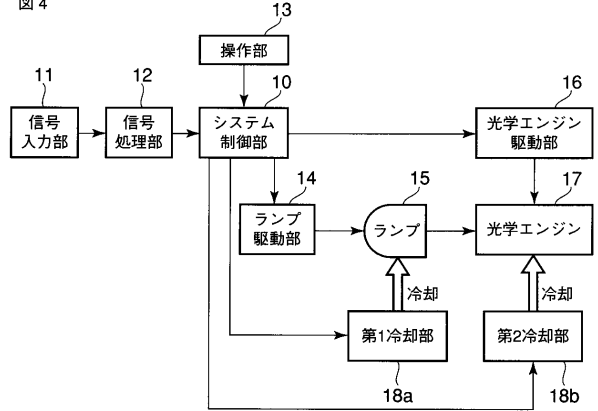 図4
13
操作部
11
12
10
16
信号
入力部
信号
処理部
システム
制御部
光学エンジン
駆動部
14
15
17
ランプ
駆動部
ランプ
光学エンジン
冷却
冷却
第1冷却部
第2冷却部
18a
18b